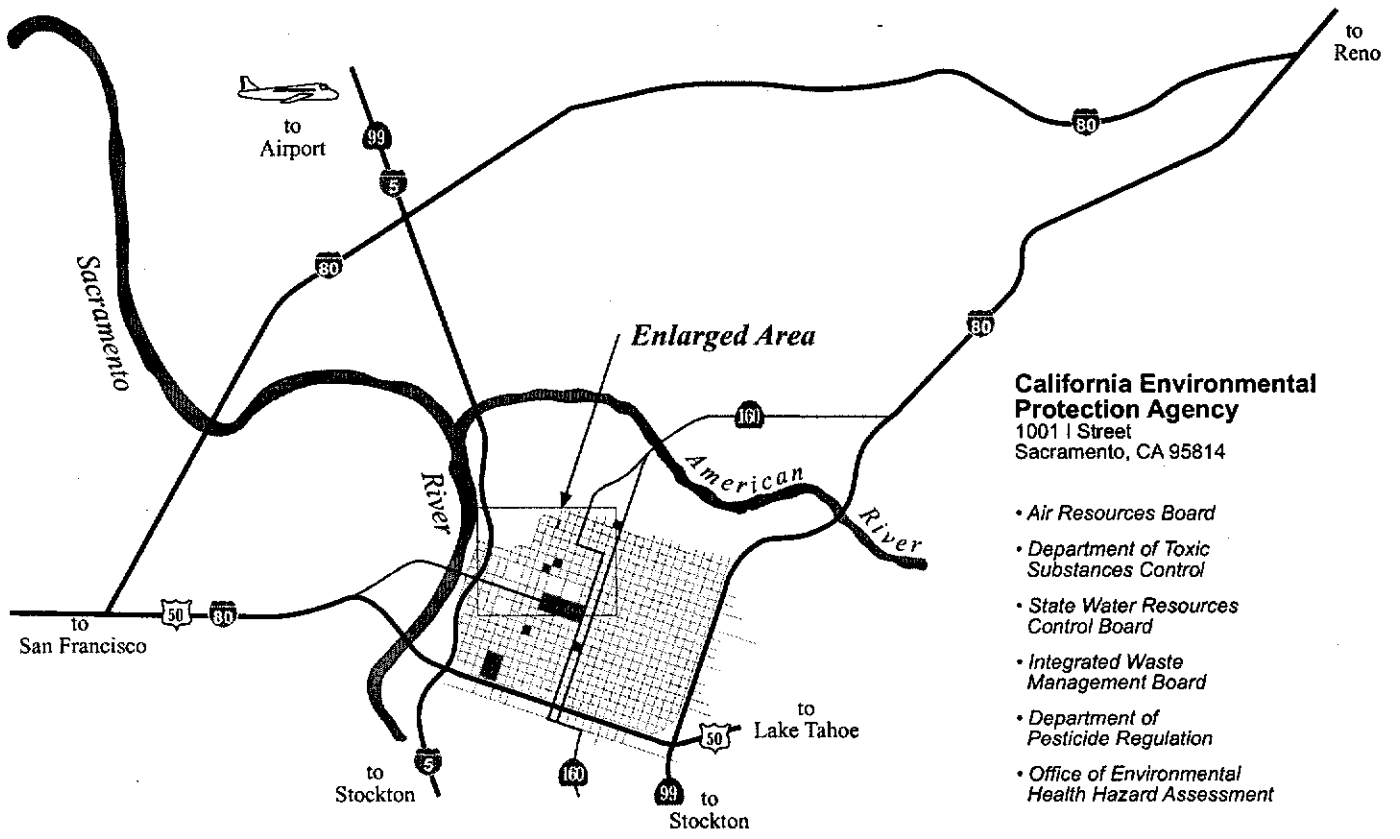 to
Reno
to
Airport
99
5
80
80
80
Sacramento
River
Enlarged Area
160
American
River
California Environmental
Protection Agency
1001 I Street
Sacramento, CA 95814
• Air Resources Board
• Department of Toxic
Substances Control
• State Water Resources
Control Board
• Integrated Waste
Management Board
• Department of
Pesticide Regulation
• Office of Environmental
Health Hazard Assessment
50
80
to
San Francisco
to
Lake Tahoe
50
to
Stockton
5
160
99
to
Stockton